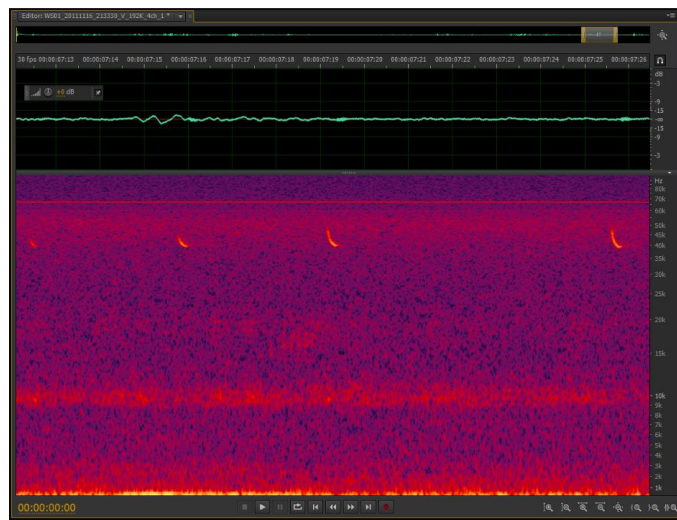 Editor: WS01_20111116_213330_V_192K_4ch_1 *
30 fps 00:00:07:13 00:00:07:14 00:00:07:15 00:00:07:16 00:00:07:17 00:00:07:18 00:00:07:19 00:00:07:20 00:00:07:21 00:00:07:22 00:00:07:23 00:00:07:24 00:00:07:25 00:00:07:26
dB
-3
+0 dB
-9
-15
-∞
-15
-9
-3
Hz
80k
70k
60k
50k
45k
40k
35k
30k
25k
20k
15k
10k
9k
8k
7k
6k
5k
4k
3k
2k
1k
00:00:00:00